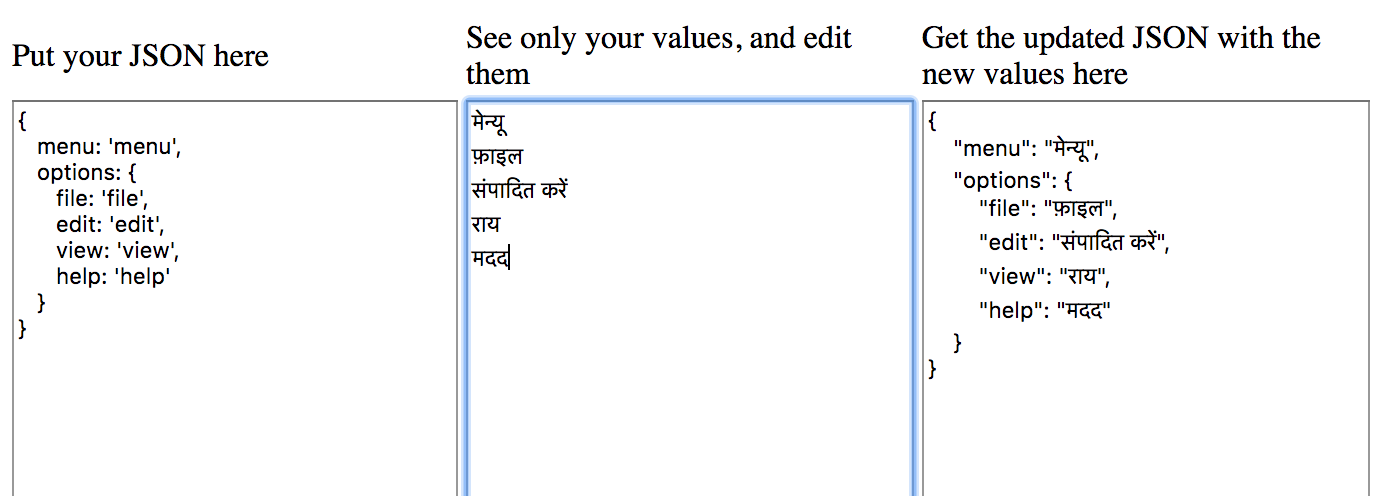 Put your JSON here
See only your values, and edit
them
Get the updated JSON with the
new values here
{
menu: 'menu',
options: {
file: 'file',
edit: 'edit',
view: 'view',
help: 'help'
}
}
मेन्यू
फ़ाइल
संपादित करें
राय
मदद
{
"menu": "मेन्यू",
"options": {
"file": "फ़ाइल",
"edit": "संपादित करें",
"view": "राय",
"help": "मदद"
}
}